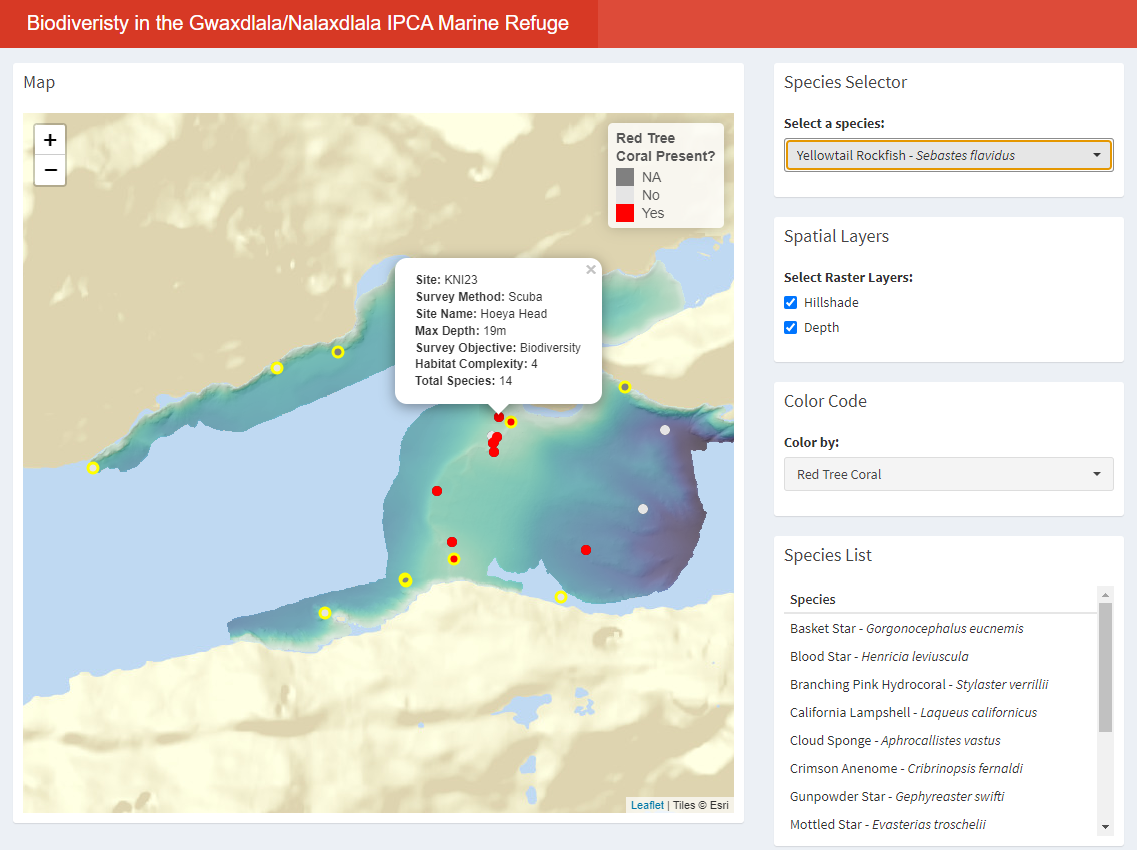 Biodiveristy in the Gwaxdlala/Nalaxdlala IPCA Marine Refuge
Map
+
−
Red Tree
Coral Present?
NA
No
Yes
×
Site: KNI23
Survey Method: Scuba
Site Name: Hoeya Head
Max Depth: 19m
Survey Objective: Biodiversity
Habitat Complexity: 4
Total Species: 14
Leaflet | Tiles © Esri
Species Selector
Select a species:
Yellowtail Rockfish - Sebastes flavidus
Spatial Layers
Select Raster Layers:
Hillshade
Depth
Color Code
Color by:
Red Tree Coral
Species List
Species
Basket Star - Gorgonocephalus eucnemis
Blood Star - Henricia leviuscula
Branching Pink Hydrocoral - Stylaster verrillii
California Lampshell - Laqueus californicus
Cloud Sponge - Aphrocallistes vastus
Crimson Anenome - Cribrinopsis fernaldi
Gunpowder Star - Gephyreaster swifti
Mottled Star - Evasterias troschelii